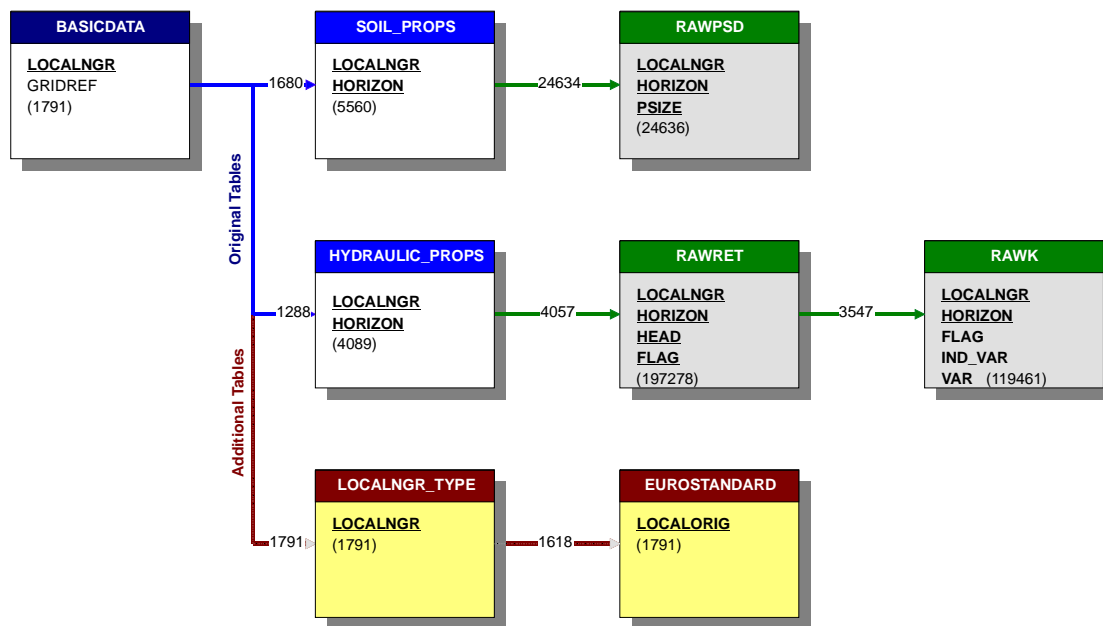 BASICDATA
LOCALNGR
GRIDREF
(1791)
1680
SOIL_PROPS
LOCALNGR
HORIZON
(5560)
24634
RAWPSD
LOCALNGR
HORIZON
PSIZE
(24636)
Original Tables
1288
HYDRAULIC_PROPS
LOCALNGR
HORIZON
(4089)
4057
RAWRET
LOCALNGR
HORIZON
HEAD
FLAG
(197278)
3547
RAWK
LOCALNGR
HORIZON
FLAG
IND_VAR
VAR (119461)
Additional Tables
1791
LOCALNGR_TYPE
LOCALNGR
(1791)
1618
EUROSTANDARD
LOCALORIG
(1791)